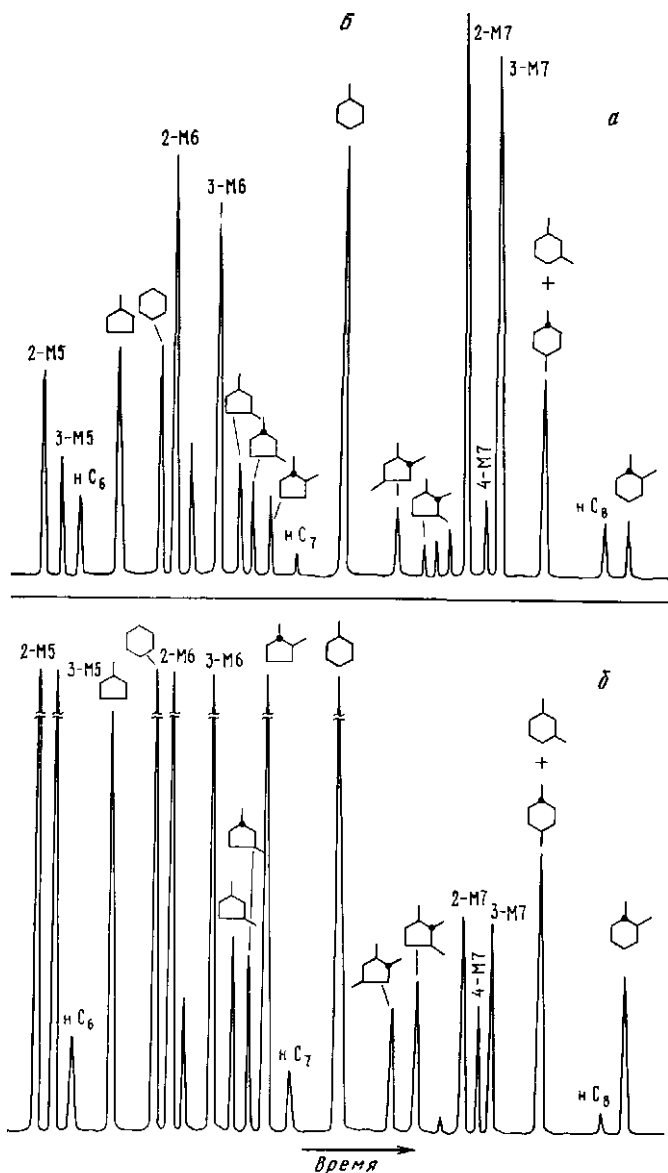 Б
2-М7
3-М7
а
2-М6
3-М6
+
2-М5
3-М5
н С₆
н С₇
4-М7
н С₈
б
2-М5
3-М5
2-М6
3-М6
+
2-М7
3-М7
4-М7
н С₆
н С₇
н С₈
Время